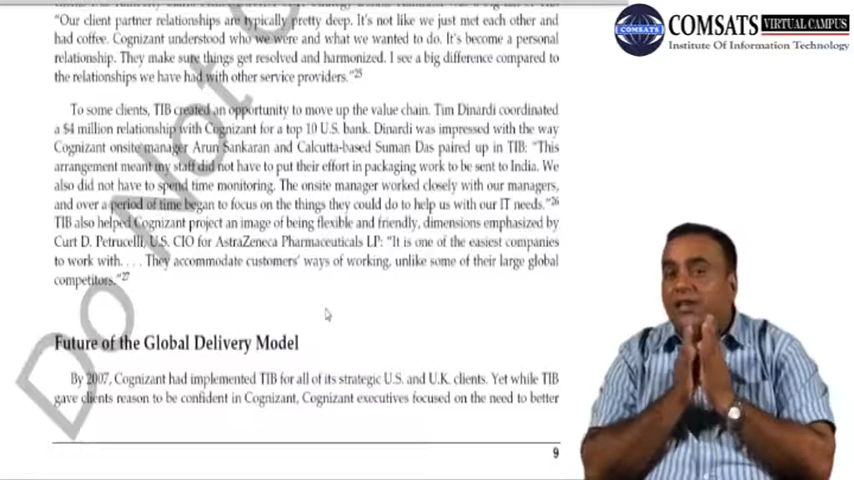 "Our client partner relationships are typically pretty deep. It's not like we just met each other and
had coffee. Cognizant understood who we were and what we wanted to do. It's become a personal
relationship. They make sure things get resolved and harmonized. I see a big difference compared to
the relationships we have had with other service providers."25
To some clients, TIB created an opportunity to move up the value chain. Tim Dinardi coordinated
a $4 million relationship with Cognizant for a top 10 U.S. bank. Dinardi was impressed with the way
Cognizant onsite manager Arun Sankaran and Calcutta-based Suman Das paired up in TIB: "This
arrangement meant my staff did not have to put their effort in packaging work to be sent to India. We
also did not have to spend time monitoring. The onsite manager worked closely with our managers,
and over a period of time began to focus on the things they could do to help us with our IT needs."26
TIB also helped Cognizant project an image of being flexible and friendly, dimensions emphasized by
Curt D. Petrucelli, U.S. CIO for AstraZeneca Pharmaceuticals LP: "It is one of the easiest companies
to work with. . . . They accommodate customers' ways of working, unlike some of their large global
competitors."27
Future of the Global Delivery Model
By 2007, Cognizant had implemented TIB for all of its strategic U.S. and U.K. clients. Yet while TIB
gave clients reason to be confident in Cognizant, Cognizant executives focused on the need to better
9
Do Not
COMSATS
COMSATS VIRTUAL CAMPUS
Institute Of Information Technology